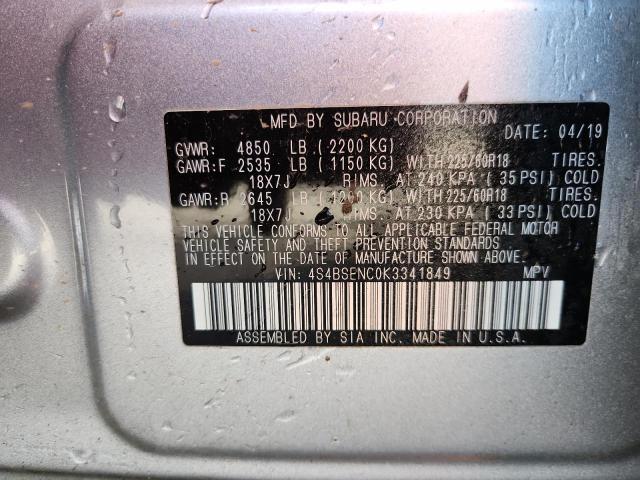 MFD BY SUBARU CORPORATION
DATE: 04/19
GVWR: 4850 LB (2200 KG)
GAWR:F 2535 LB (1150 KG) WITH 225/60R18 TIRES.
18X7J RIMS. AT 240 KPA (35 PSI) COLD
GAWR:R 2645 LB (1200 KG) WITH 225/60R18 TIRES.
18X7J RIMS. AT 230 KPA (33 PSI) COLD
THIS VEHICLE CONFORMS TO ALL APPLICABLE FEDERAL MOTOR
VEHICLE SAFETY AND THEFT PREVENTION STANDARDS
IN EFFECT ON THE DATE OF MANUFACTURE SHOWN ABOVE.
VIN: 4S4BSENC0K3341849 MPV
ASSEMBLED BY SIA INC. MADE IN U.S.A.